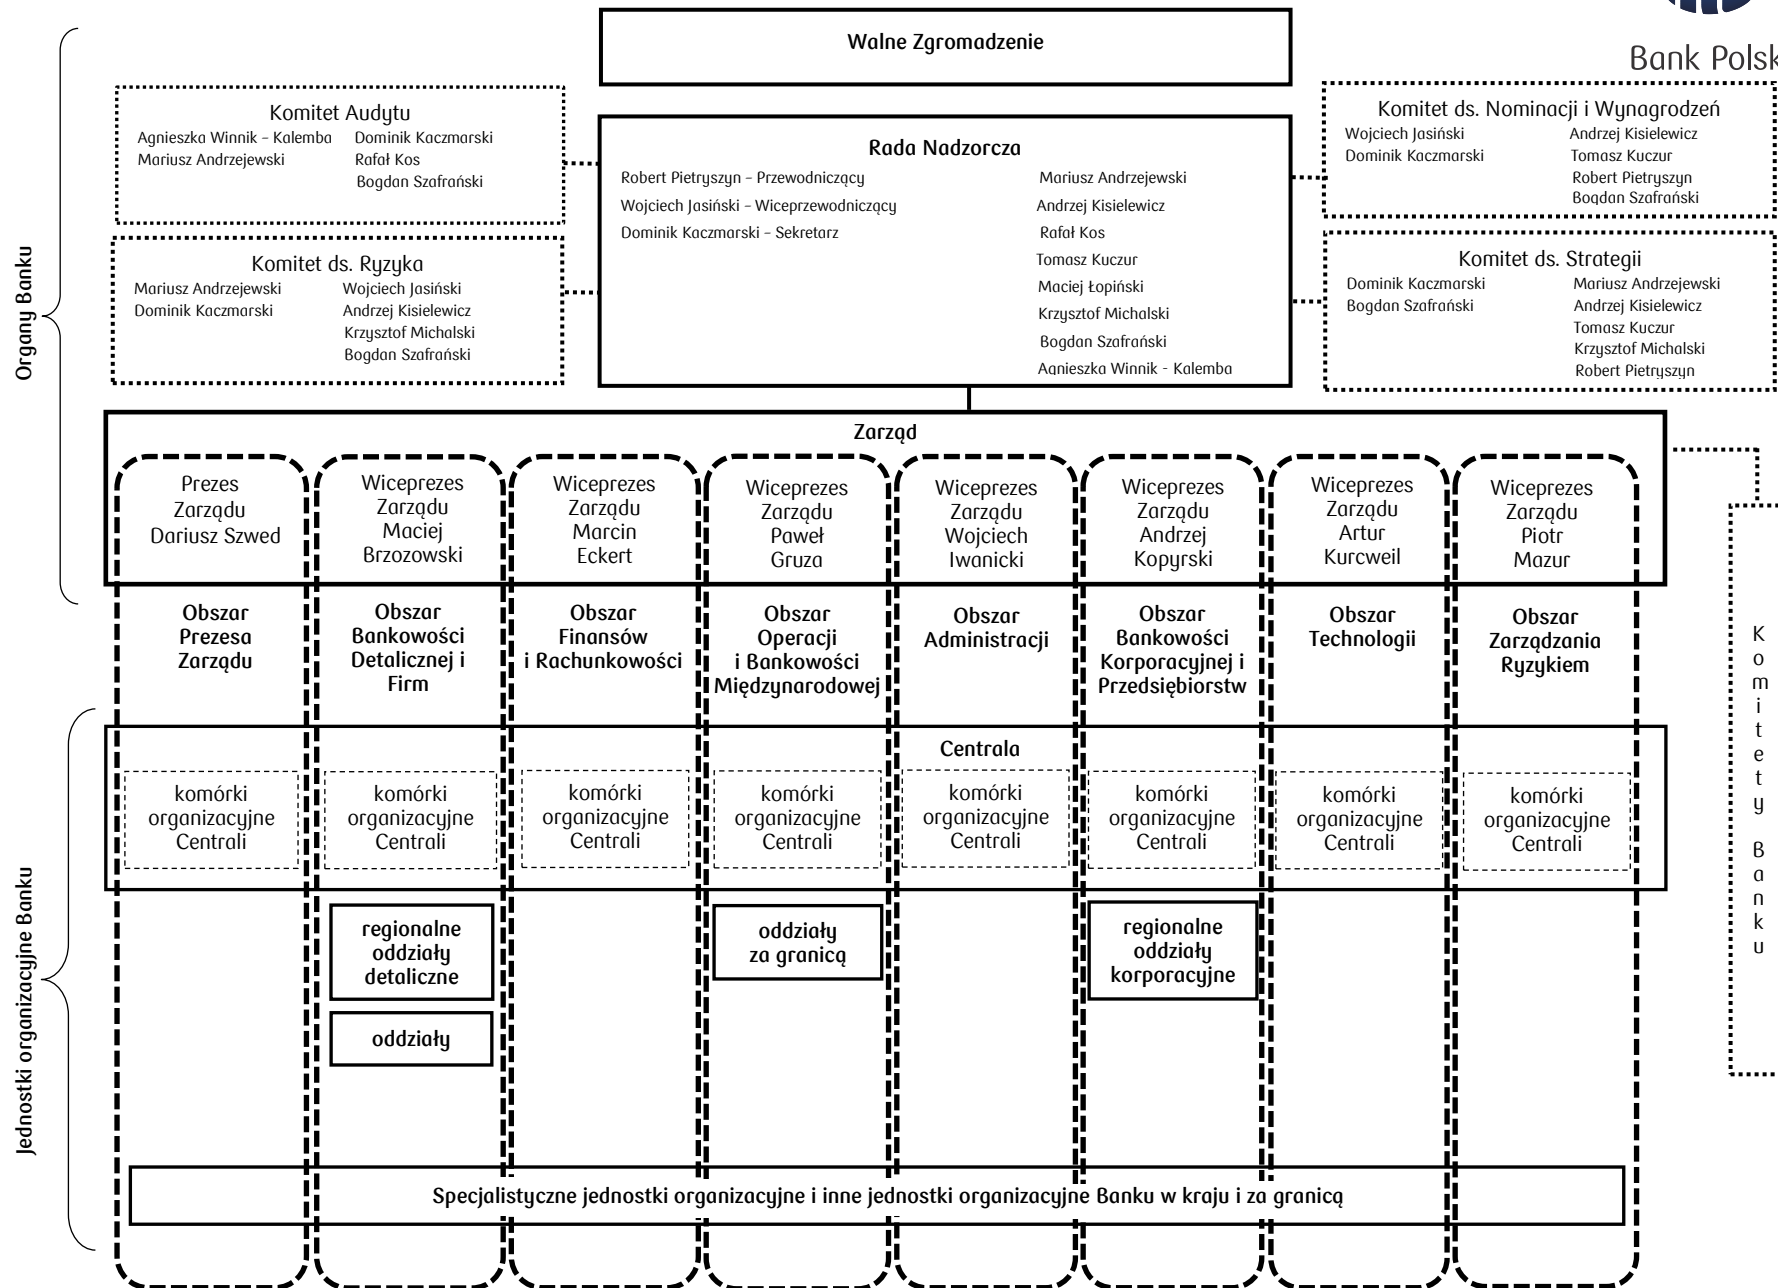 Walne Zgromadzenie
Bank Polsk
Komitet Audytu
Agnieszka Winnik – Kalemba
Mariusz Andrzejewski
Dominik Kaczmarski
Rafał Kos
Bogdan Szafrański
Komitet ds. Ryzyka
Mariusz Andrzejewski
Dominik Kaczmarski
Wojciech Jasiński
Andrzej Kisielewicz
Krzysztof Michalski
Bogdan Szafrański
Rada Nadzorcza
Robert Pietryszyn – Przewodniczący
Wojciech Jasiński – Wiceprzewodniczący
Dominik Kaczmarski – Sekretarz
Mariusz Andrzejewski
Andrzej Kisielewicz
Rafał Kos
Tomasz Kuczur
Maciej Łopiński
Krzysztof Michalski
Bogdan Szafrański
Agnieszka Winnik - Kalemba
Komitet ds. Nominacji i Wynagrodzeń
Wojciech Jasiński
Dominik Kaczmarski
Andrzej Kisielewicz
Tomasz Kuczur
Robert Pietryszyn
Bogdan Szafrański
Komitet ds. Strategii
Dominik Kaczmarski
Bogdan Szafrański
Mariusz Andrzejewski
Andrzej Kisielewicz
Tomasz Kuczur
Krzysztof Michalski
Robert Pietryszyn
Organy Banku
Zarząd
Prezes
Zarządu
Dariusz Szwed
Wiceprezes
Zarządu
Maciej
Brzozowski
Wiceprezes
Zarządu
Marcin
Eckert
Wiceprezes
Zarządu
Paweł
Gruza
Wiceprezes
Zarządu
Wojciech
Iwanicki
Wiceprezes
Zarządu
Andrzej
Kopyrski
Wiceprezes
Zarządu
Artur
Kurcweil
Wiceprezes
Zarządu
Piotr
Mazur
Obszar
Prezesa
Zarządu
Obszar
Bankowości
Detalicznej i
Firm
Obszar
Finansów
i Rachunkowości
Obszar
Operacji
i Bankowości
Międzynarodowej
Obszar
Administracji
Obszar
Bankowości
Korporacyjnej i
Przedsiębiorstw
Obszar
Technologii
Obszar
Zarządzania
Ryzykiem
Komitety Banku
Jednostki organizacyjne Banku
Centrala
komórki
organizacyjne
Centrali
komórki
organizacyjne
Centrali
komórki
organizacyjne
Centrali
komórki
organizacyjne
Centrali
komórki
organizacyjne
Centrali
komórki
organizacyjne
Centrali
komórki
organizacyjne
Centrali
komórki
organizacyjne
Centrali
regionalne
oddziały
detaliczne
oddziały
oddziały
za granicą
regionalne
oddziały
korporacyjne
Specjalistyczne jednostki organizacyjne i inne jednostki organizacyjne Banku w kraju i za granicą